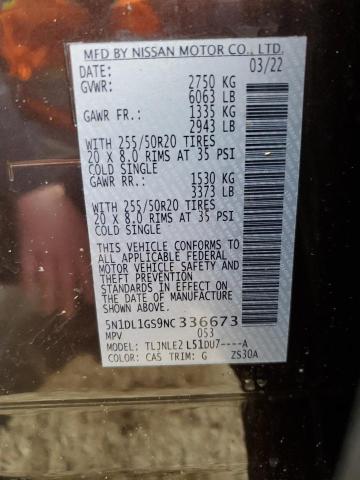 MFD BY NISSAN MOTOR CO., LTD.
DATE: 03/22
GVWR: 2750 KG
6063 LB
GAWR FR: 1335 KG
2943 LB
WITH 255/50R20 TIRES
20 X 8.0 RIMS AT 35 PSI
COLD SINGLE
GAWR RR: 1530 KG
3373 LB
WITH 255/50R20 TIRES
20 X 8.0 RIMS AT 35 PSI
COLD SINGLE
THIS VEHICLE CONFORMS TO
ALL APPLICABLE FEDERAL
MOTOR VEHICLE SAFETY
AND THEFT PREVENTION
STANDARDS IN EFFECT ON
THE DATE OF MANUFACTURE
SHOWN ABOVE.
5N1DL1GS9NC336673
MPV 053
MODEL: TLJNLE2 L51DU7----A
COLOR: CAS TRIM: G ZS30A